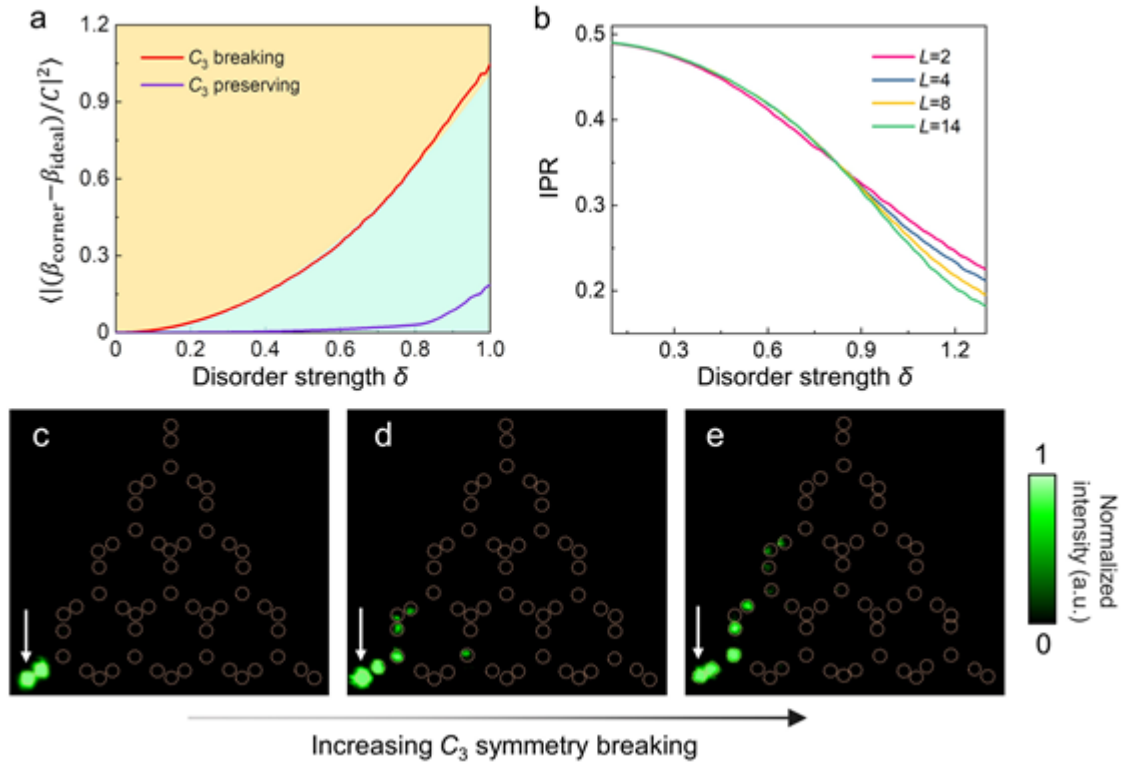 a
⟨|(β_corner−β_ideal)/C|²⟩
1.2
0.9
0.6
0.3
0
C₃ breaking
C₃ preserving
0 0.2 0.4 0.6 0.8 1.0
Disorder strength δ
b
IPR
0.5
0.4
0.3
0.2
L=2
L=4
L=8
L=14
0.3 0.6 0.9 1.2
Disorder strength δ
c
d
e
1
0
Normalized
intensity (a.u.)
Increasing C₃ symmetry breaking